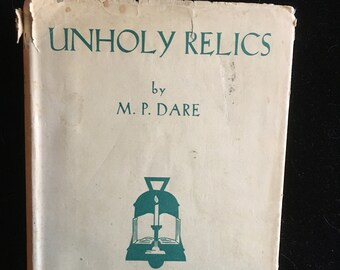 UNHOLY RELICS
by
M. P. DARE